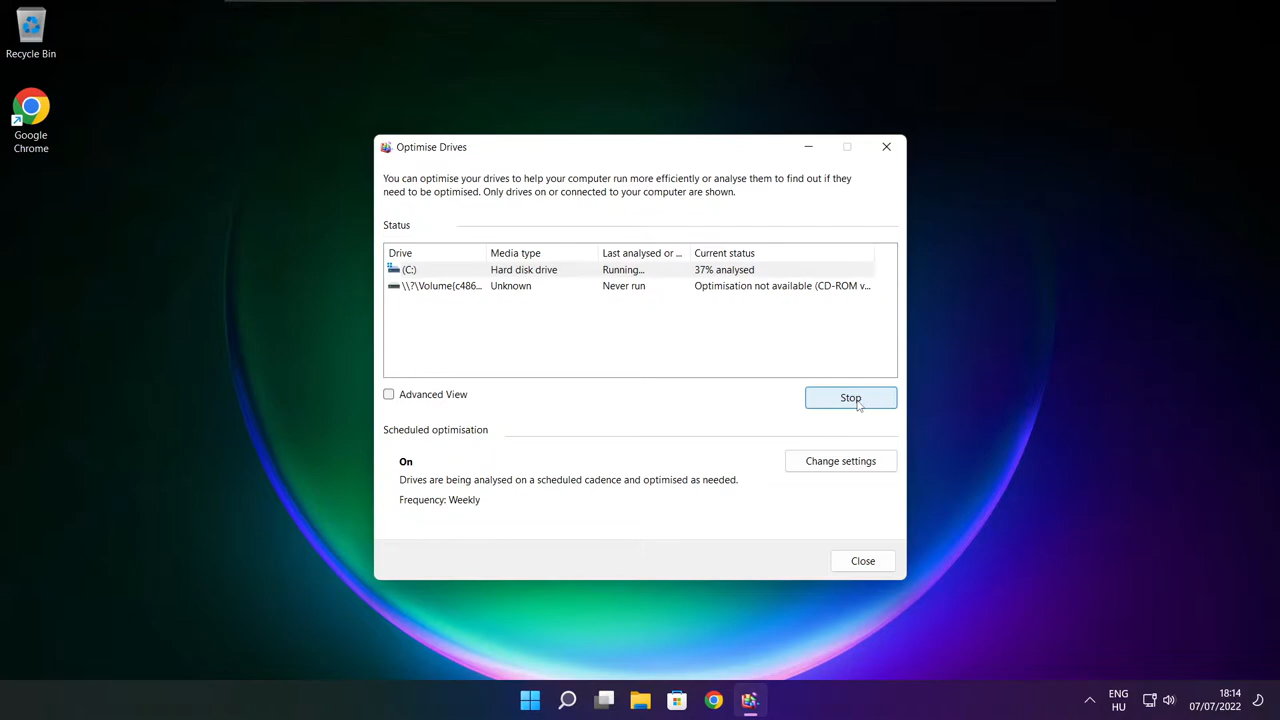 Recycle Bin
Google
Chrome
Optimise Drives
You can optimise your drives to help your computer run more efficiently or analyse them to find out if they
need to be optimised. Only drives on or connected to your computer are shown.
Status
Drive Media type Last analysed or ... Current status
(C:) Hard disk drive Running... 37% analysed
\\?\Volume{c486... Unknown Never run Optimisation not available (CD-ROM v...
Advanced View
Stop
Scheduled optimisation
On
Change settings
Drives are being analysed on a scheduled cadence and optimised as needed.
Frequency: Weekly
Close
ENG
HU
18:14
07/07/2022